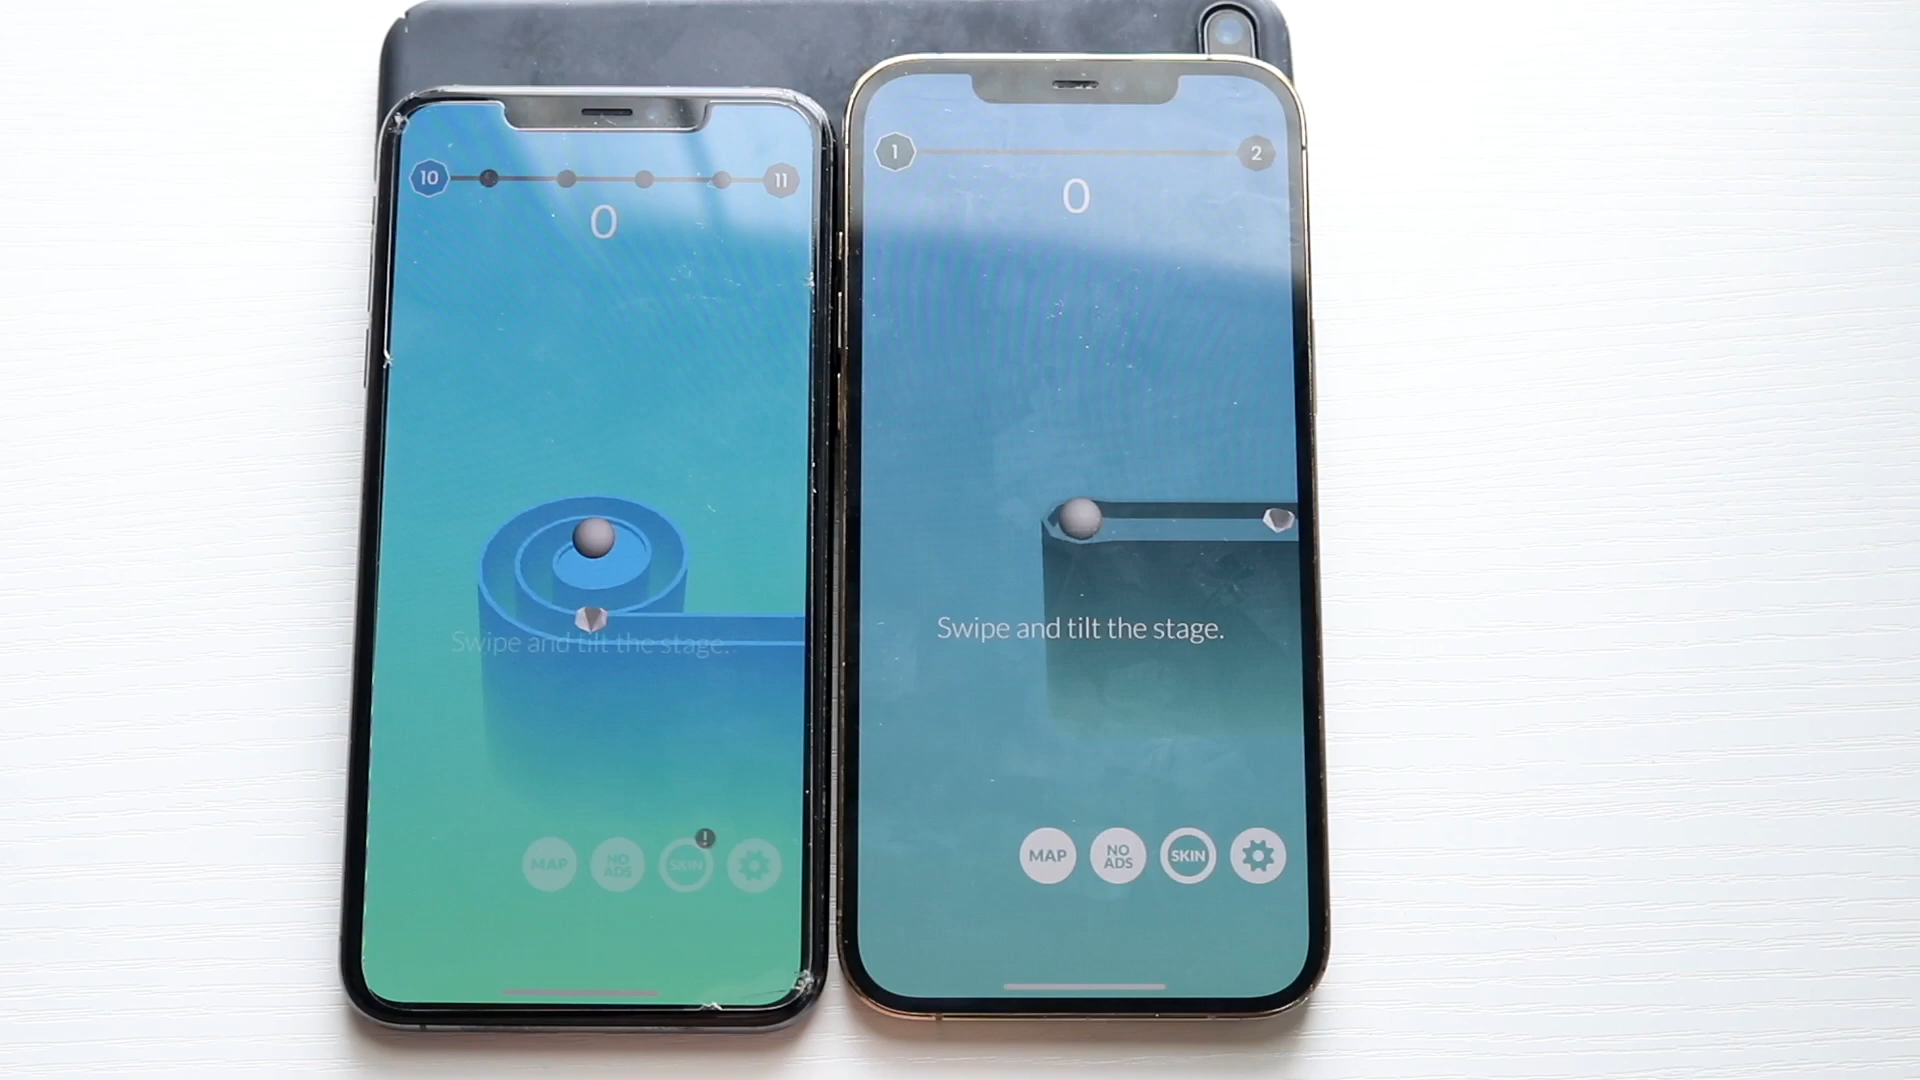 10
11
0
Swipe and tilt the stage.
MAP
NO
ADS
SKIN
!
1
2
0
Swipe and tilt the stage.
MAP
NO
ADS
SKIN